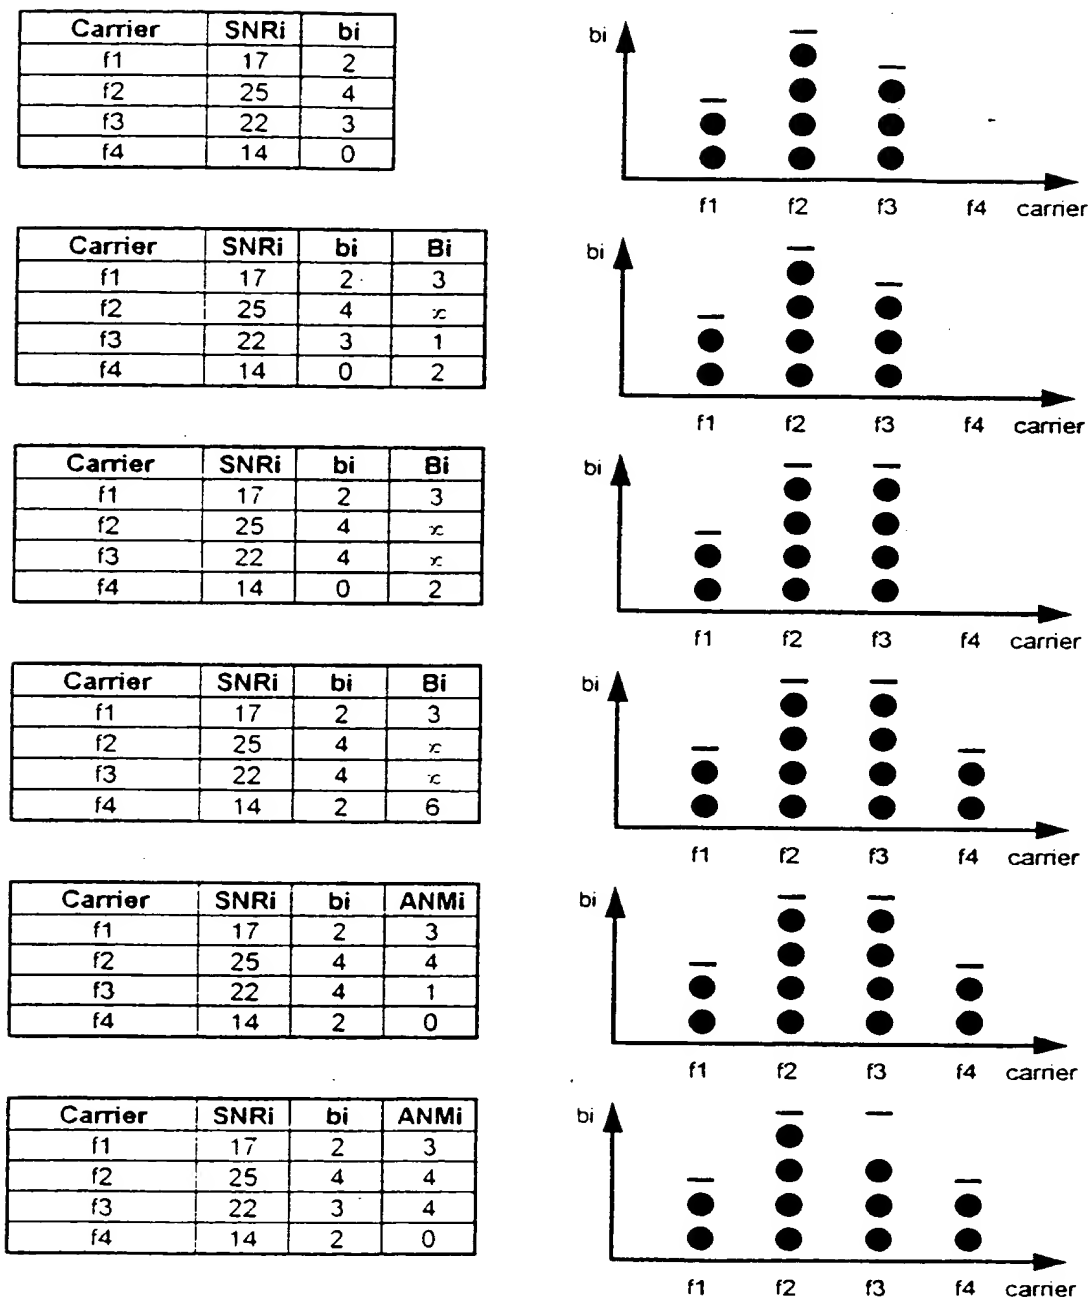 Carrier SNRi bi
f1 17 2
f2 25 4
f3 22 3
f4 14 0
bi
f1 f2 f3 f4 carrier
Carrier SNRi bi Bi
f1 17 2 3
f2 25 4 ∞
f3 22 3 1
f4 14 0 2
bi
f1 f2 f3 f4 carrier
Carrier SNRi bi Bi
f1 17 2 3
f2 25 4 ∞
f3 22 4 ∞
f4 14 0 2
bi
f1 f2 f3 f4 carrier
Carrier SNRi bi Bi
f1 17 2 3
f2 25 4 ∞
f3 22 4 ∞
f4 14 2 6
bi
f1 f2 f3 f4 carrier
Carrier SNRi bi ANMi
f1 17 2 3
f2 25 4 4
f3 22 4 1
f4 14 2 0
bi
f1 f2 f3 f4 carrier
Carrier SNRi bi ANMi
f1 17 2 3
f2 25 4 4
f3 22 3 4
f4 14 2 0
bi
f1 f2 f3 f4 carrier